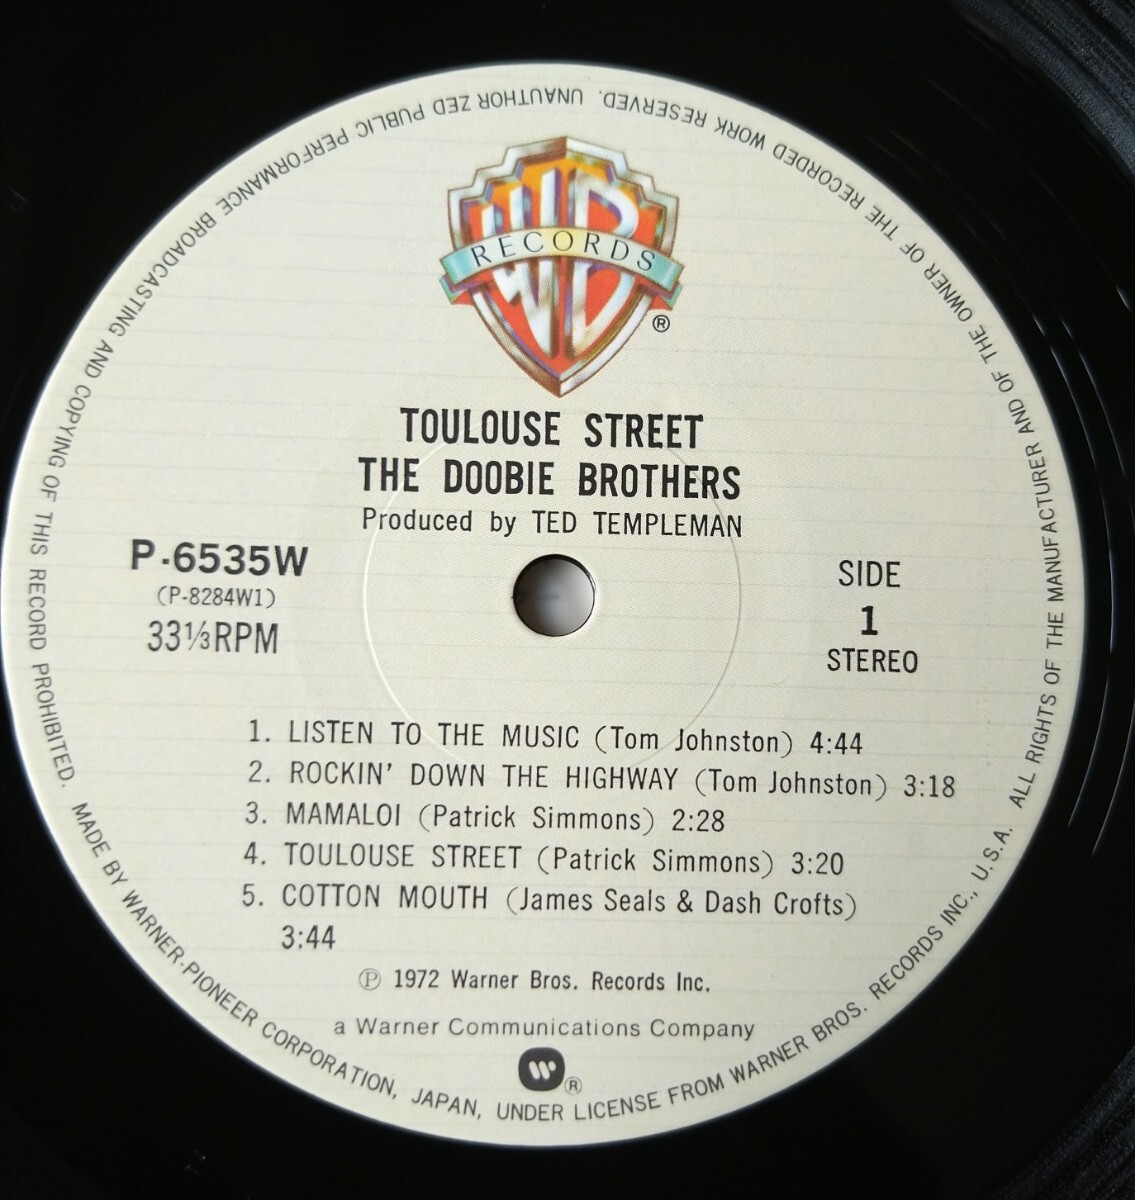 WB
RECORDS
®
TOULOUSE STREET
THE DOOBIE BROTHERS
Produced by TED TEMPLEMAN
P-6535W
(P-8284W1)
33⅓RPM
SIDE
1
STEREO
1. LISTEN TO THE MUSIC (Tom Johnston) 4:44
2. ROCKIN' DOWN THE HIGHWAY (Tom Johnston) 3:18
3. MAMALOI (Patrick Simmons) 2:28
4. TOULOUSE STREET (Patrick Simmons) 3:20
5. COTTON MOUTH (James Seals & Dash Crofts)
3:44
℗ 1972 Warner Bros. Records Inc.
a Warner Communications Company
W ®
MADE BY WARNER-PIONEER CORPORATION, JAPAN, UNDER LICENSE FROM WARNER BROS. RECORDS INC., U.S.A. ALL RIGHTS OF THE MANUFACTURER AND OF THE OWNER OF THE RECORDED WORK RESERVED. UNAUTHOR ZED PUBLIC PERFORMANCE BROADCASTING AND COPYING OF THIS RECORD PROHIBITED.